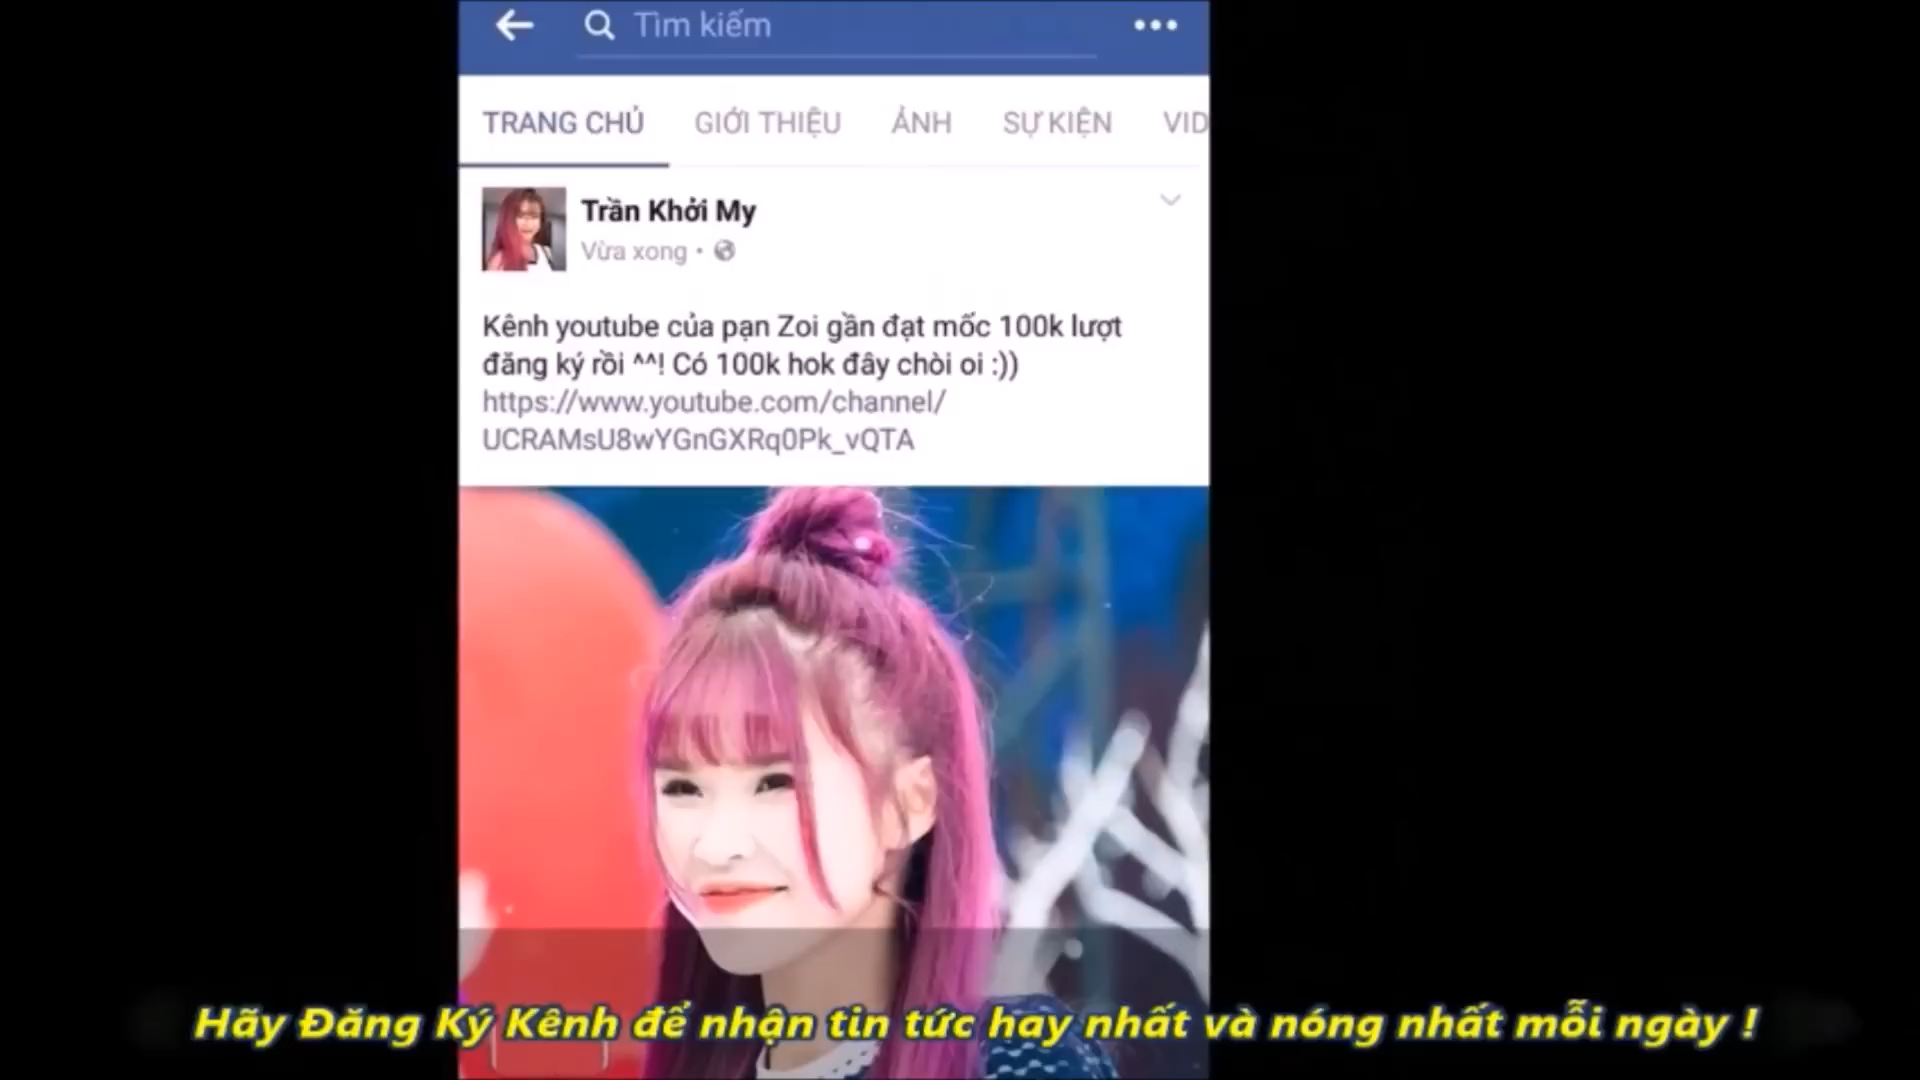 Tìm kiếm
TRANG CHỦ GIỚI THIỆU ẢNH SỰ KIỆN VID
Trần Khởi My
Vừa xong
Kênh youtube của pạn Zoi gần đạt mốc 100k lượt
đăng ký rồi ^^! Có 100k hok đây chòi oi :))
https://www.youtube.com/channel/
UCRAMsU8wYGnGXRq0Pk_vQTA
Hãy Đăng Ký Kênh để nhận tin tức hay nhất và nóng nhất mỗi ngày !